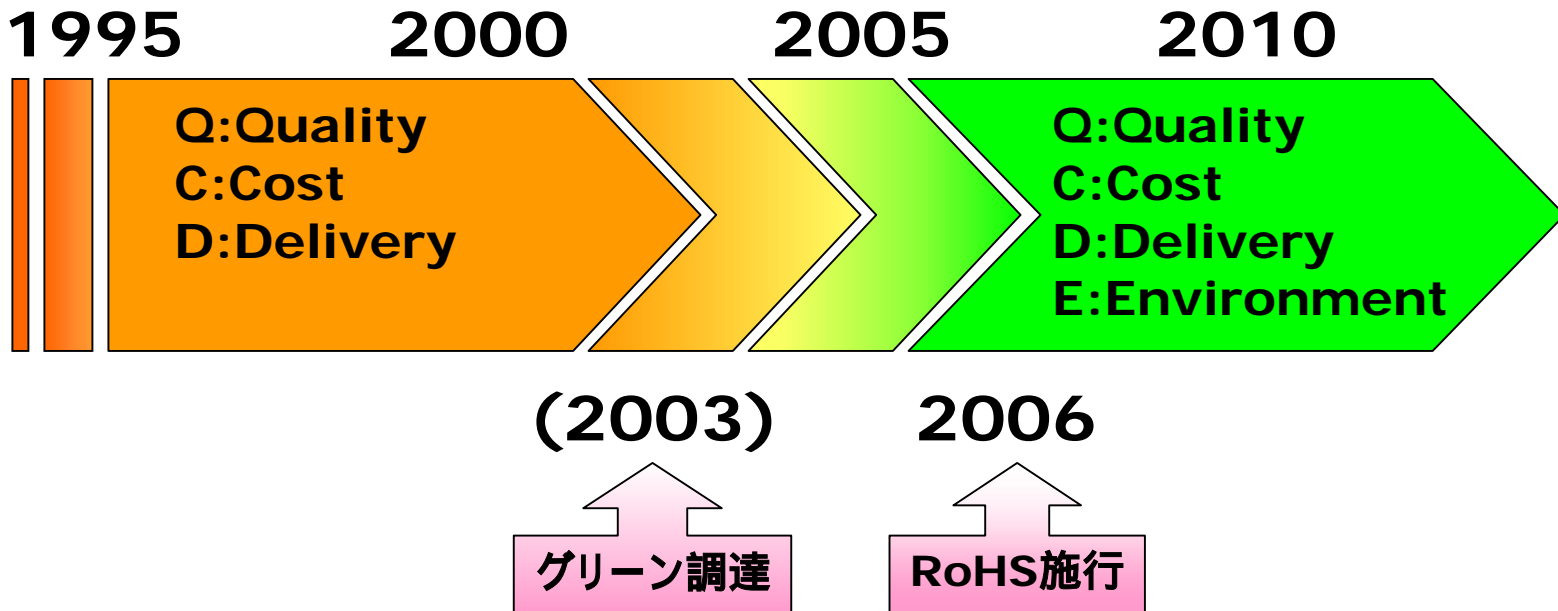 1995 2000 2005 2010
Q:Quality
C:Cost
D:Delivery
Q:Quality
C:Cost
D:Delivery
E:Environment
(2003) 2006
グリーン調達
RoHS施行